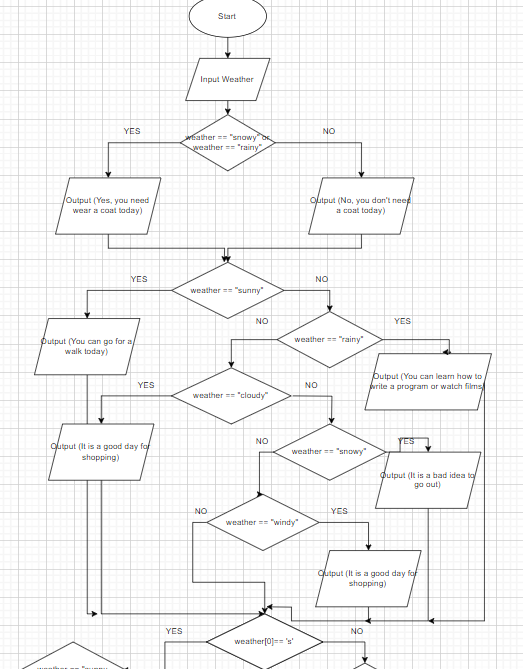 Start
Input Weather
YES
weather == "snowy" or
weather == "rainy"
NO
Output (Yes, you need
wear a coat today)
Output (No, you don't need
a coat today)
YES
weather == "sunny"
NO
Output (You can go for a
walk today)
NO
weather == "rainy"
YES
Output (You can learn how to
write a program or watch films)
YES
weather == "cloudy"
NO
Output (It is a good day for
shopping)
NO
weather == "snowy"
YES
Output (It is a bad idea to
go out)
NO
weather == "windy"
YES
Output (It is a good day for
shopping)
YES
weather[0]== 's'
NO